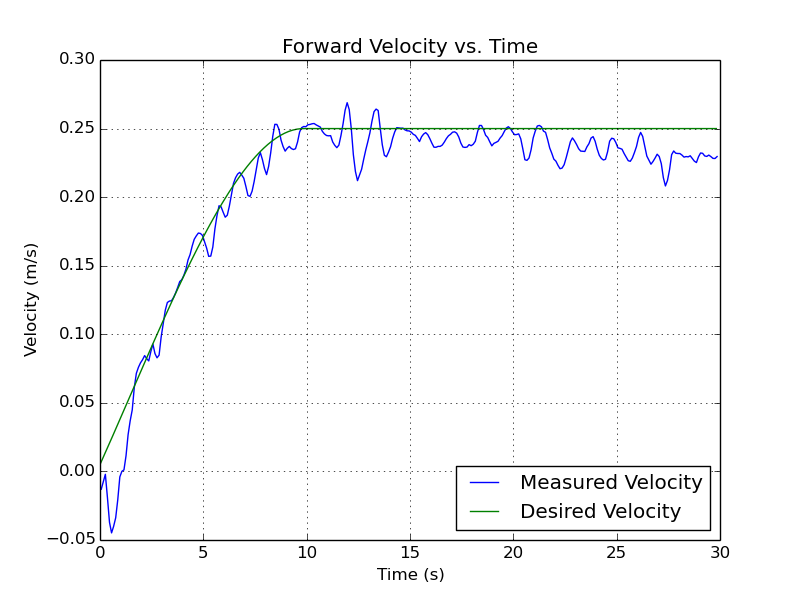 Forward Velocity vs. Time
0.30
0.25
0.20
0.15
0.10
0.05
0.00
−0.05
Velocity (m/s)
0 5 10 15 20 25 30
Time (s)
Measured Velocity
Desired Velocity